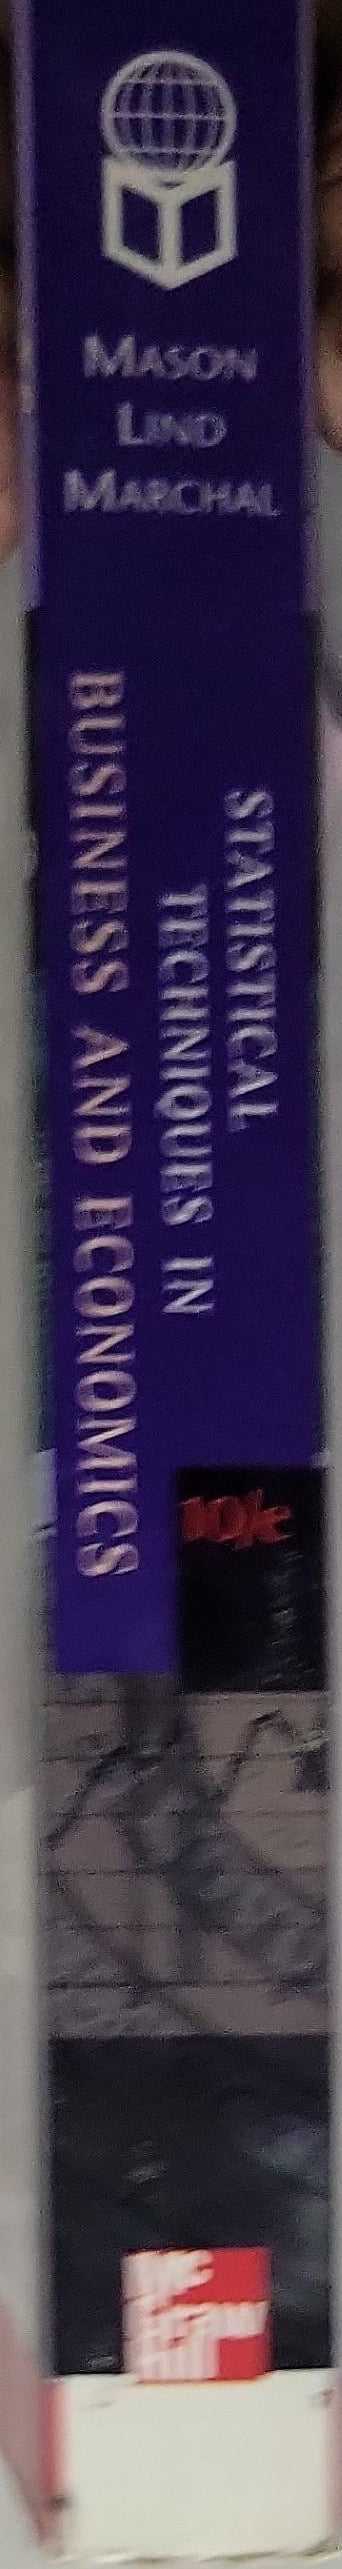 MASON
LIND
MARCHAL
STATISTICAL
TECHNIQUES IN
BUSINESS AND ECONOMICS
10/e
Mc
Graw
Hill